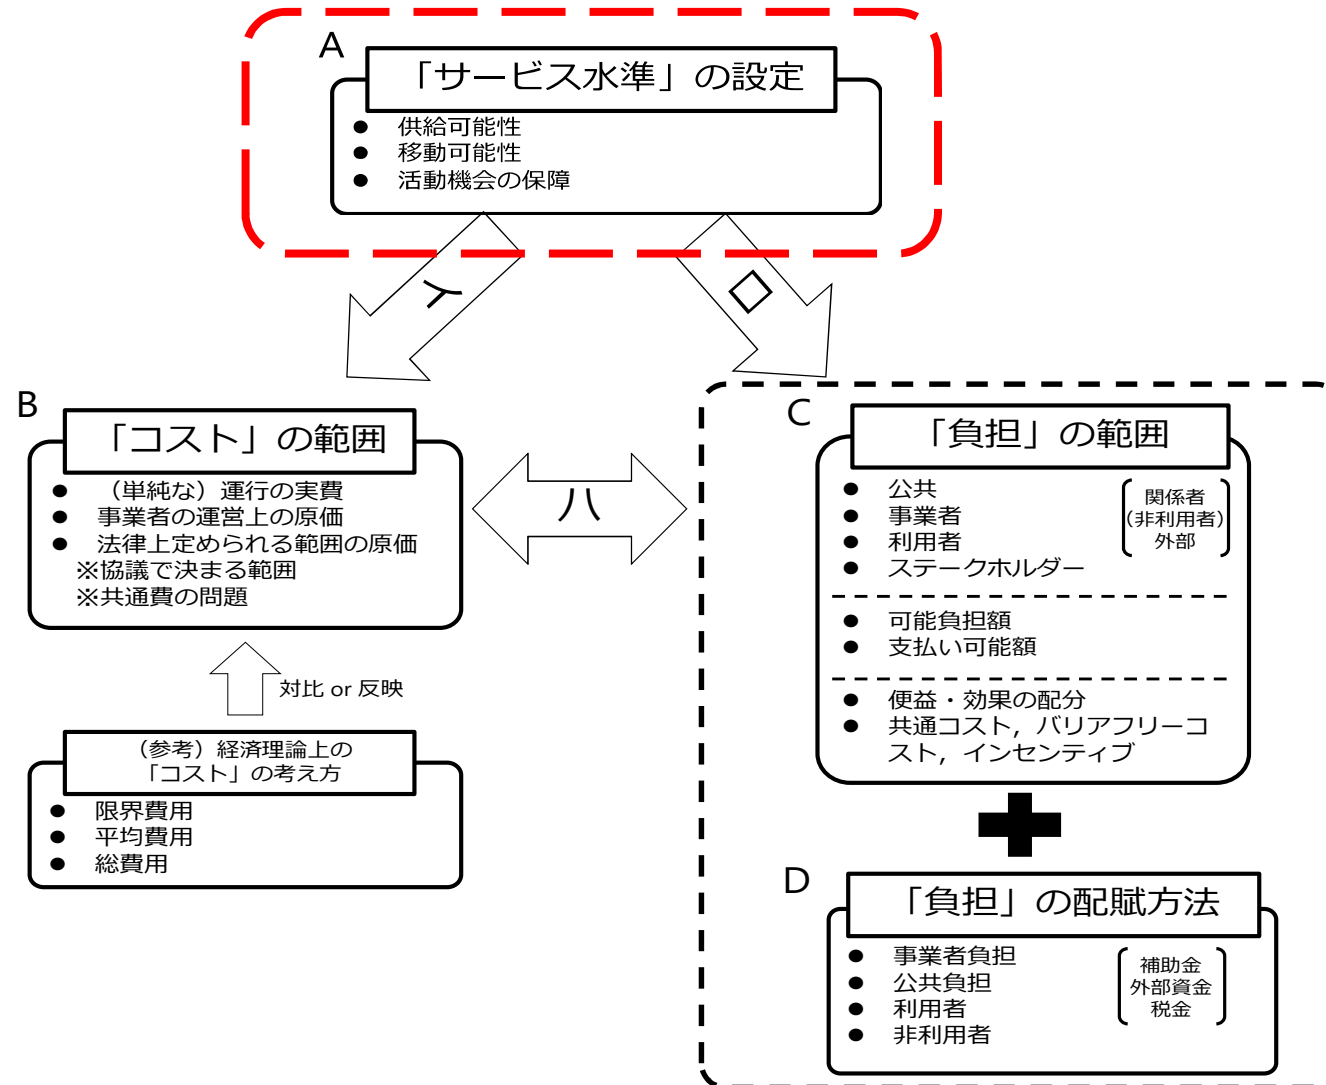 A
「サービス水準」の設定
● 供給可能性
● 移動可能性
● 活動機会の保障
イ
ロ
B
「コスト」の範囲
● （単純な）運行の実費
● 事業者の運営上の原価
● 法律上定められる範囲の原価
※協議で決まる範囲
※共通費の問題
ハ
対比 or 反映
（参考）経済理論上の
「コスト」の考え方
● 限界費用
● 平均費用
● 総費用
C
「負担」の範囲
● 公共
● 事業者
● 利用者
● ステークホルダー
関係者
(非利用者)
外部
● 可能負担額
● 支払い可能額
● 便益・効果の配分
● 共通コスト，バリアフリーコ
スト，インセンティブ
D
「負担」の配賦方法
● 事業者負担
● 公共負担
● 利用者
● 非利用者
補助金
外部資金
税金